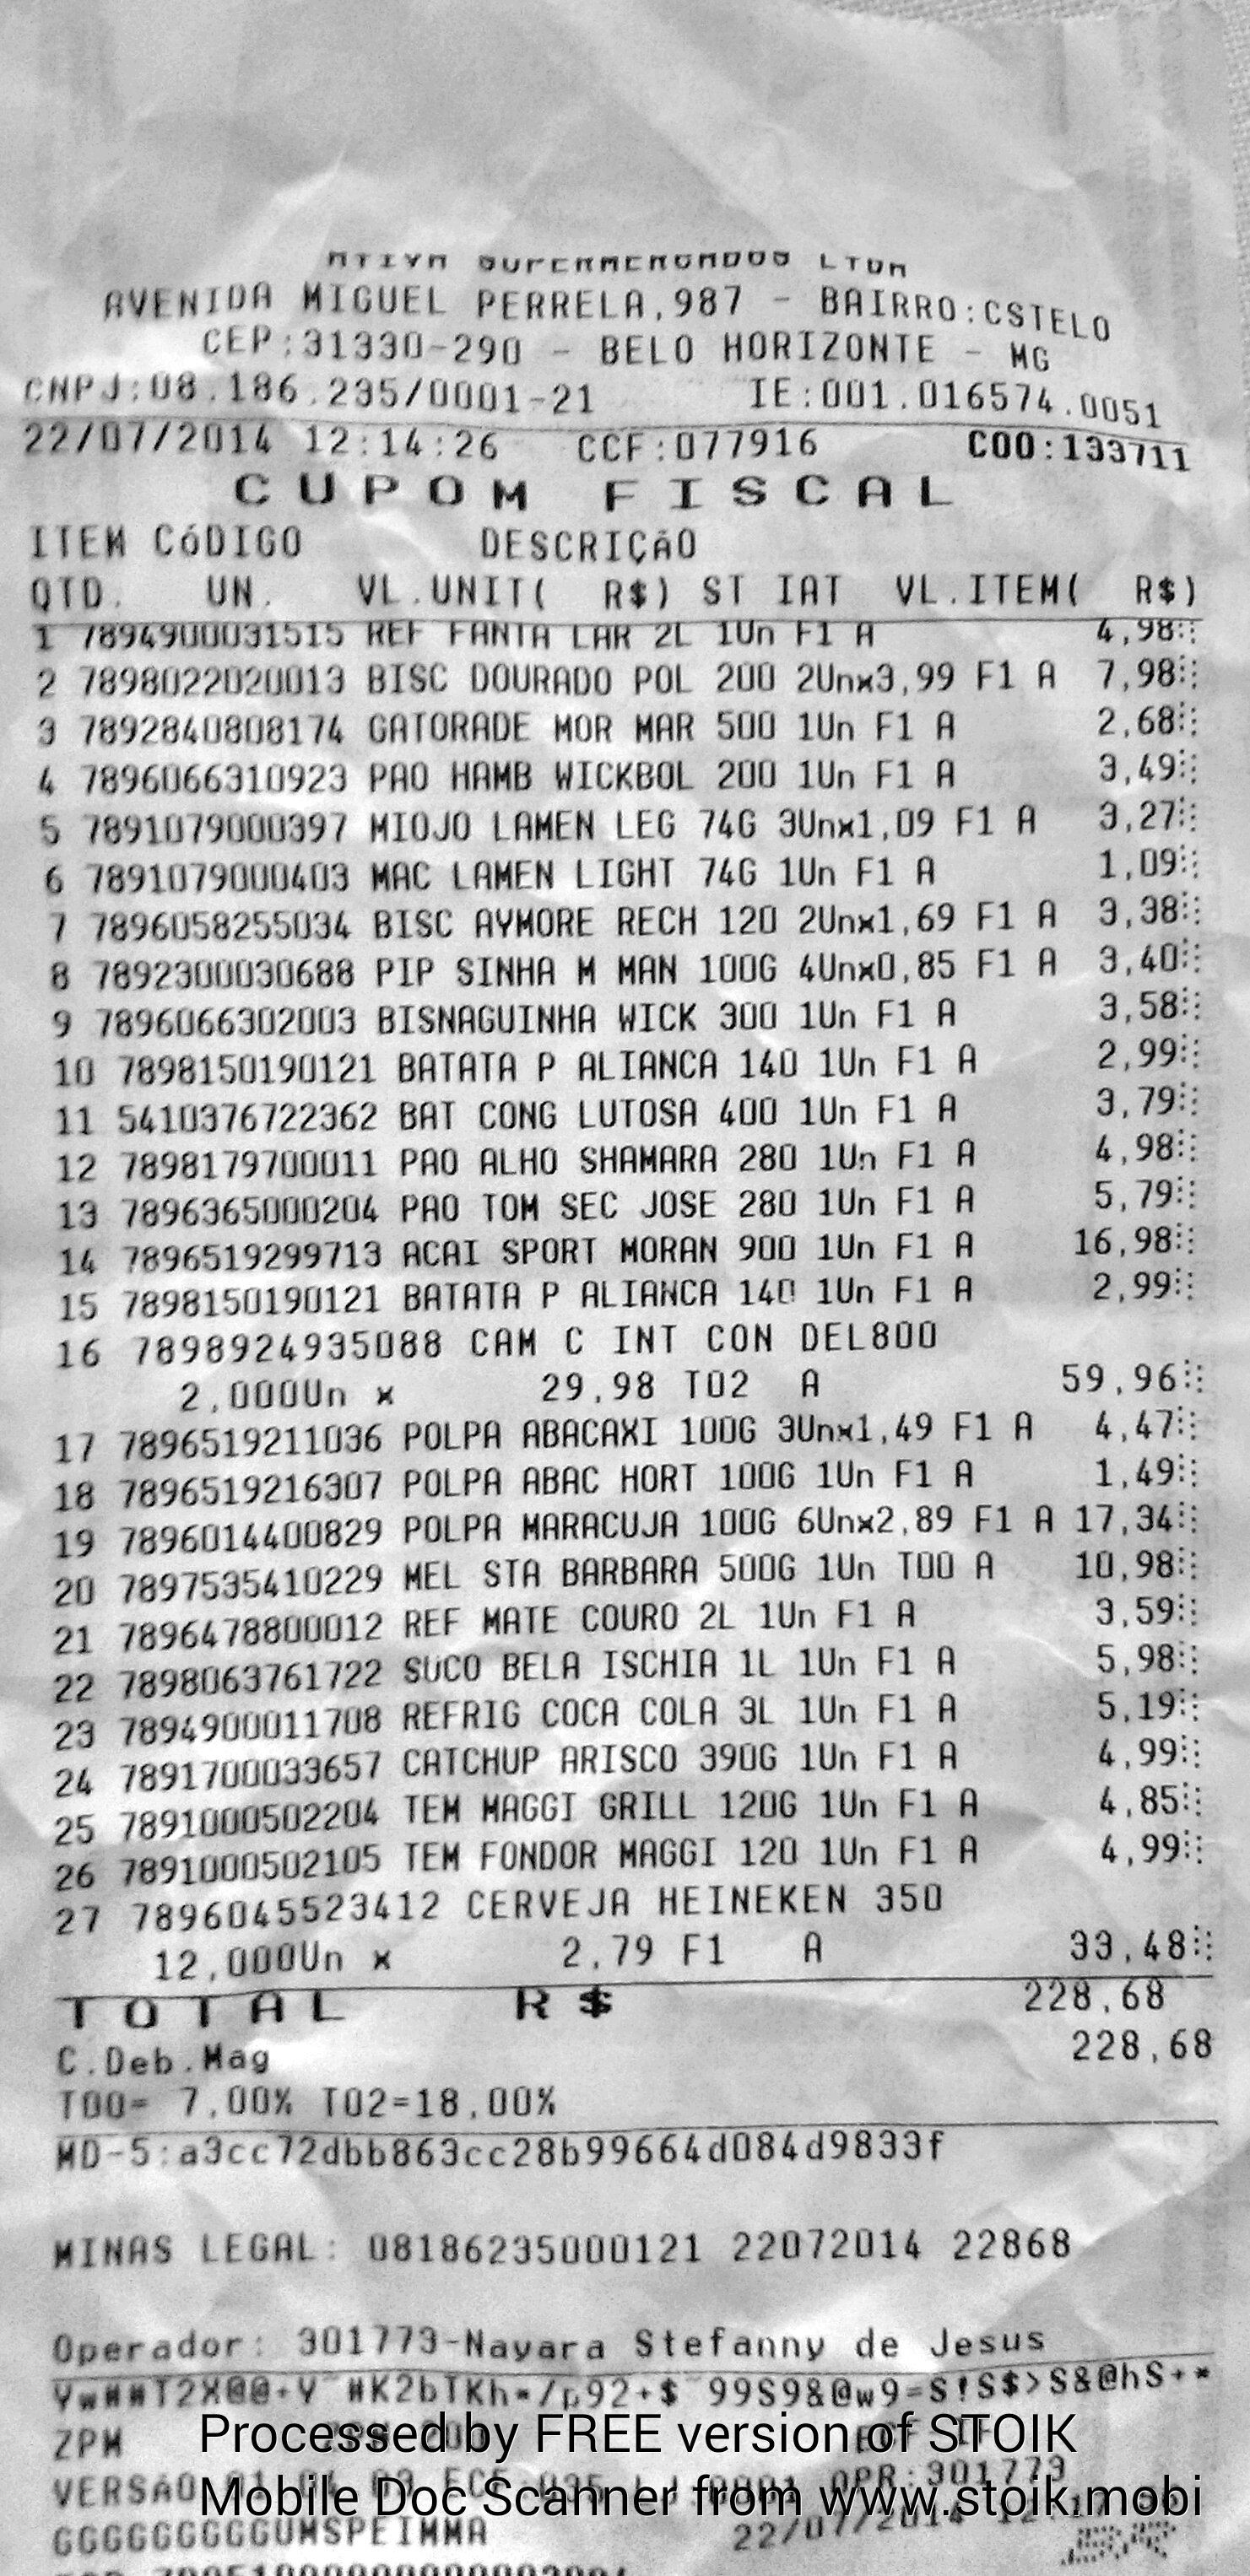 SUPERMERCADOS LTDA
AVENIDA MIGUEL PERRELA,987 - BAIRRO:CSTELO
CEP:31330-290 - BELO HORIZONTE - MG
CNPJ:08.186.235/0001-21 IE:001.016574.0051
22/07/2014 12:14:26 CCF:077916 COO:133711
CUPOM FISCAL
ITEM CóDIGO DESCRIÇãO
QTD. UN. VL.UNIT( R$) ST IAT VL.ITEM( R$)
1 7894900031515 REF FANTA LAR 2L 1Un F1 A 4,98
2 7898022020013 BISC DOURADO POL 200 2Unx3,99 F1 A 7,98
3 7892840808174 GATORADE MOR MAR 500 1Un F1 A 2,68
4 7896066310923 PAO HAMB WICKBOL 200 1Un F1 A 3,49
5 7891079000397 MIOJO LAMEN LEG 74G 3Unx1,09 F1 A 3,27
6 7891079000403 MAC LAMEN LIGHT 74G 1Un F1 A 1,09
7 7896058255034 BISC AYMORE RECH 120 2Unx1,69 F1 A 3,38
8 7892300030688 PIP SINHA M MAN 100G 4Unx0,85 F1 A 3,40
9 7896066302003 BISNAGUINHA WICK 300 1Un F1 A 3,58
10 7898150190121 BATATA P ALIANCA 140 1Un F1 A 2,99
11 5410376722362 BAT CONG LUTOSA 400 1Un F1 A 3,79
12 7898179700011 PAO ALHO SHAMARA 280 1Un F1 A 4,98
13 7896365000204 PAO TOM SEC JOSE 280 1Un F1 A 5,79
14 7896519299713 ACAI SPORT MORAN 900 1Un F1 A 16,98
15 7898150190121 BATATA P ALIANCA 140 1Un F1 A 2,99
16 7898924935088 CAM C INT CON DEL800
2,000Un x 29,98 T02 A 59,96
17 7896519211036 POLPA ABACAXI 100G 3Unx1,49 F1 A 4,47
18 7896519216307 POLPA ABAC HORT 100G 1Un F1 A 1,49
19 7896014400829 POLPA MARACUJA 100G 6Unx2,89 F1 A 17,34
20 7897535410229 MEL STA BARBARA 500G 1Un T00 A 10,98
21 7896478800012 REF MATE COURO 2L 1Un F1 A 3,59
22 7898063761722 SUCO BELA ISCHIA 1L 1Un F1 A 5,98
23 7894900011708 REFRIG COCA COLA 3L 1Un F1 A 5,19
24 7891700033657 CATCHUP ARISCO 390G 1Un F1 A 4,99
25 7891000502204 TEM MAGGI GRILL 120G 1Un F1 A 4,85
26 7891000502105 TEM FONDOR MAGGI 120 1Un F1 A 4,99
27 7896045523412 CERVEJA HEINEKEN 350
12,000Un x 2,79 F1 A 33,48
TOTAL R$ 228,68
C.Deb.Mag 228,68
T00= 7,00% T02=18,00%
MD-5:a3cc72dbb863cc28b99664d084d9833f
MINAS LEGAL: 08186235000121 22072014 22868
Operador: 301773-Nayara Stefanny de Jesus
ZPM
VERSãO OPR:301773
GGGGGGGGGUMSPEIMMA 22/07/2014
Processed by FREE version of STOIK
Mobile Doc Scanner from www.stoik.mobi